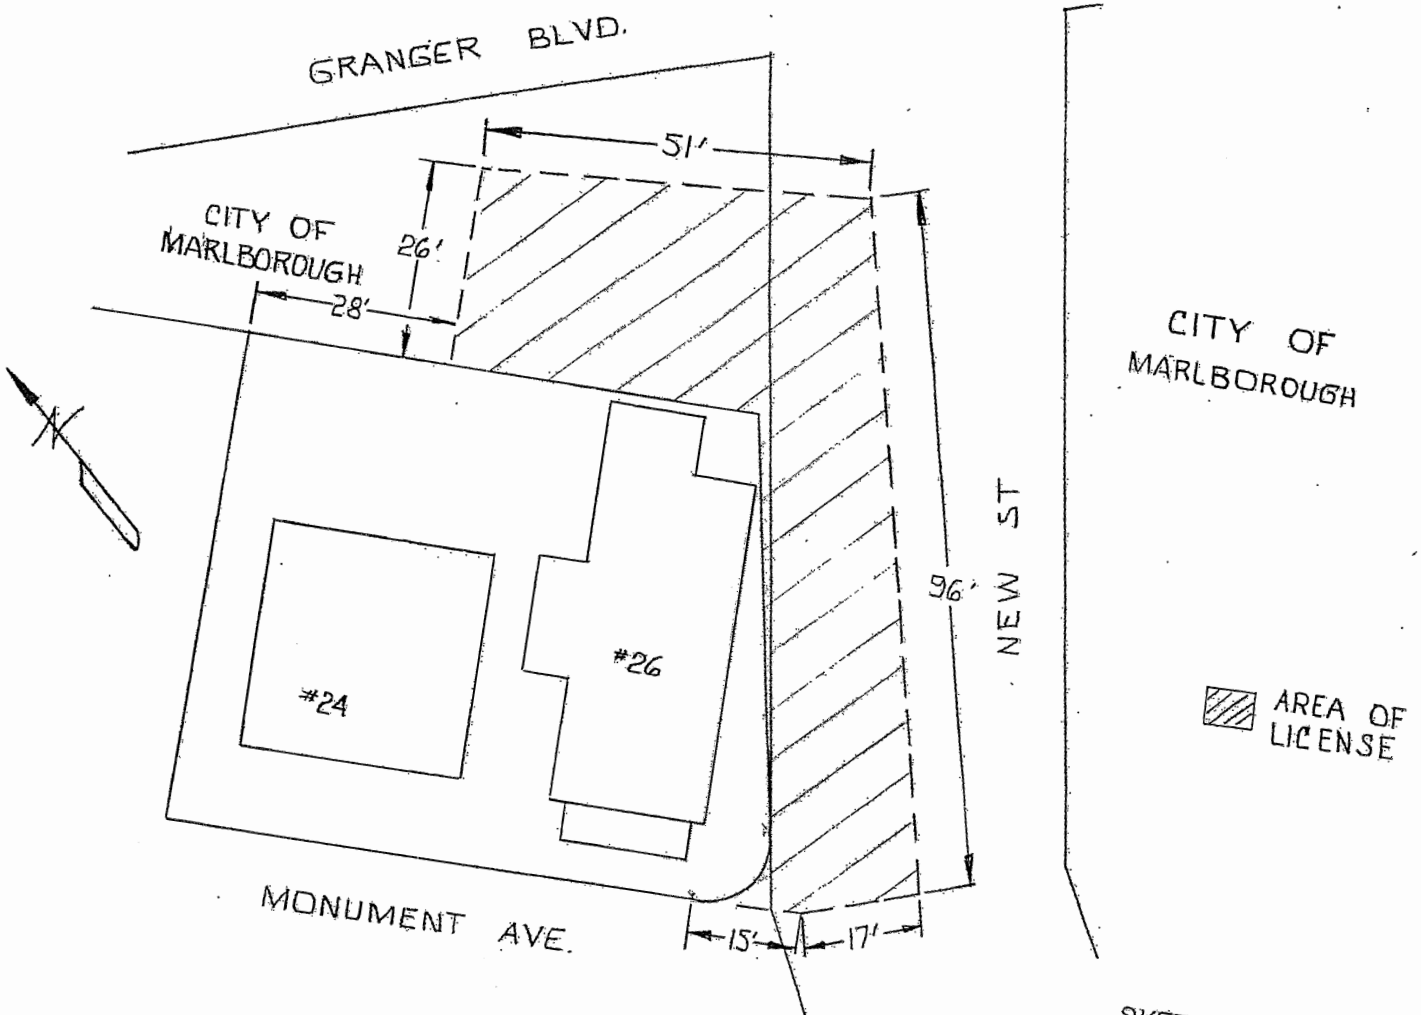 GRANGER BLVD.
51'
CITY OF
MARLBOROUGH
26'
28'
CITY OF
MARLBOROUGH
N
NEW ST
96'
#26
#24
AREA OF
LICENSE
MONUMENT AVE.
15'
17'